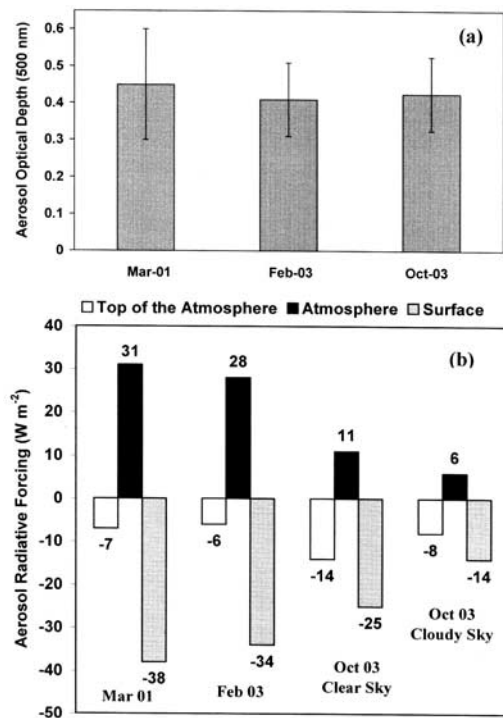 (a)
Aerosol Optical Depth (500 nm)
0.6
0.5
0.4
0.3
0.2
0.1
0
Mar-01 Feb-03 Oct-03
Top of the Atmosphere Atmosphere Surface
(b)
Aerosol Radiative Forcing (W m-2)
40
30
20
10
0
-10
-20
-30
-40
-50
31
28
11
6
-7
-6
-14
-8
-38
-34
-25
-14
Mar 01
Feb 03
Oct 03
Clear Sky
Oct 03
Cloudy Sky